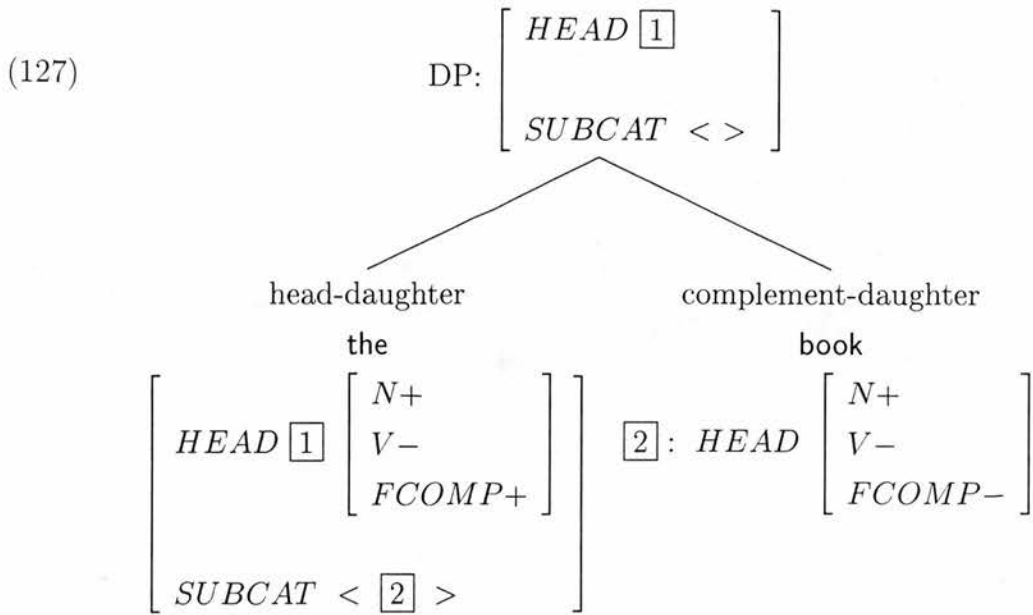 HEAD 1
(127) DP:
SUBCAT < >
head-daughter complement-daughter
the book
N+ N+
HEAD 1 V− 2 : HEAD V−
FCOMP+ FCOMP−
SUBCAT < 2 >